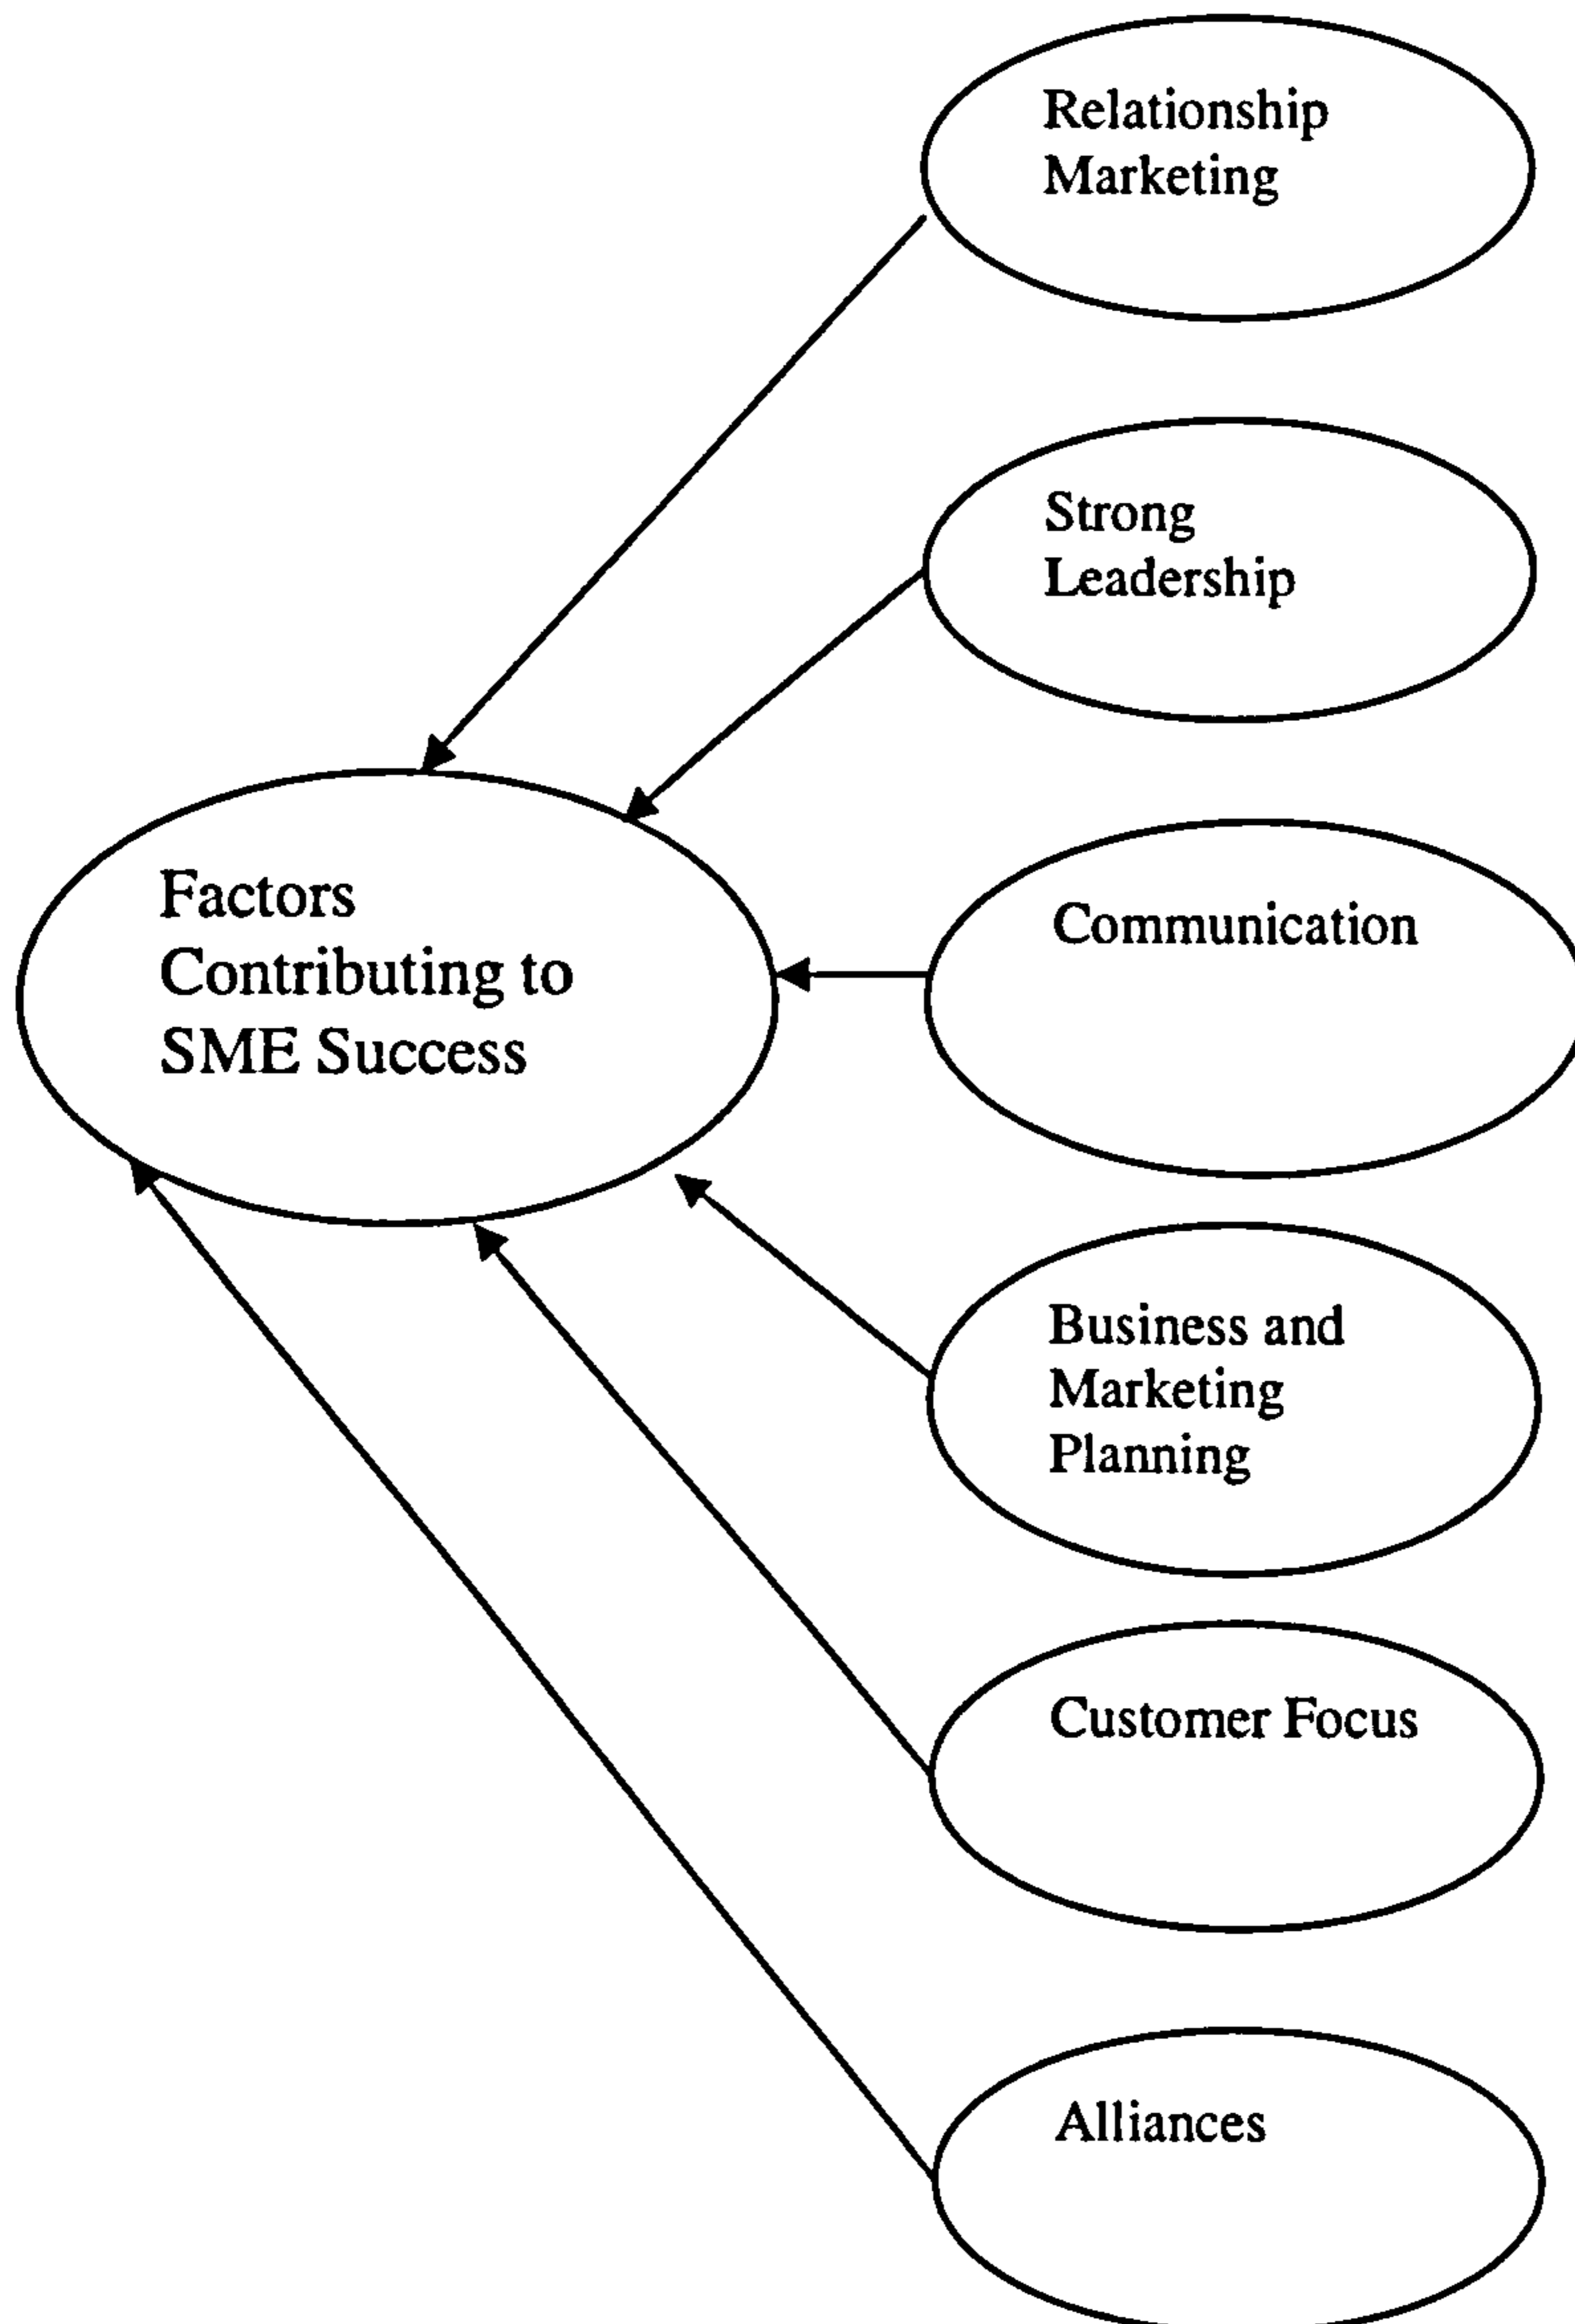 Relationship
Marketing
Strong
Leadership
Factors
Contributing to
SME Success
Communication
Business and
Marketing
Planning
Customer Focus
Alliances